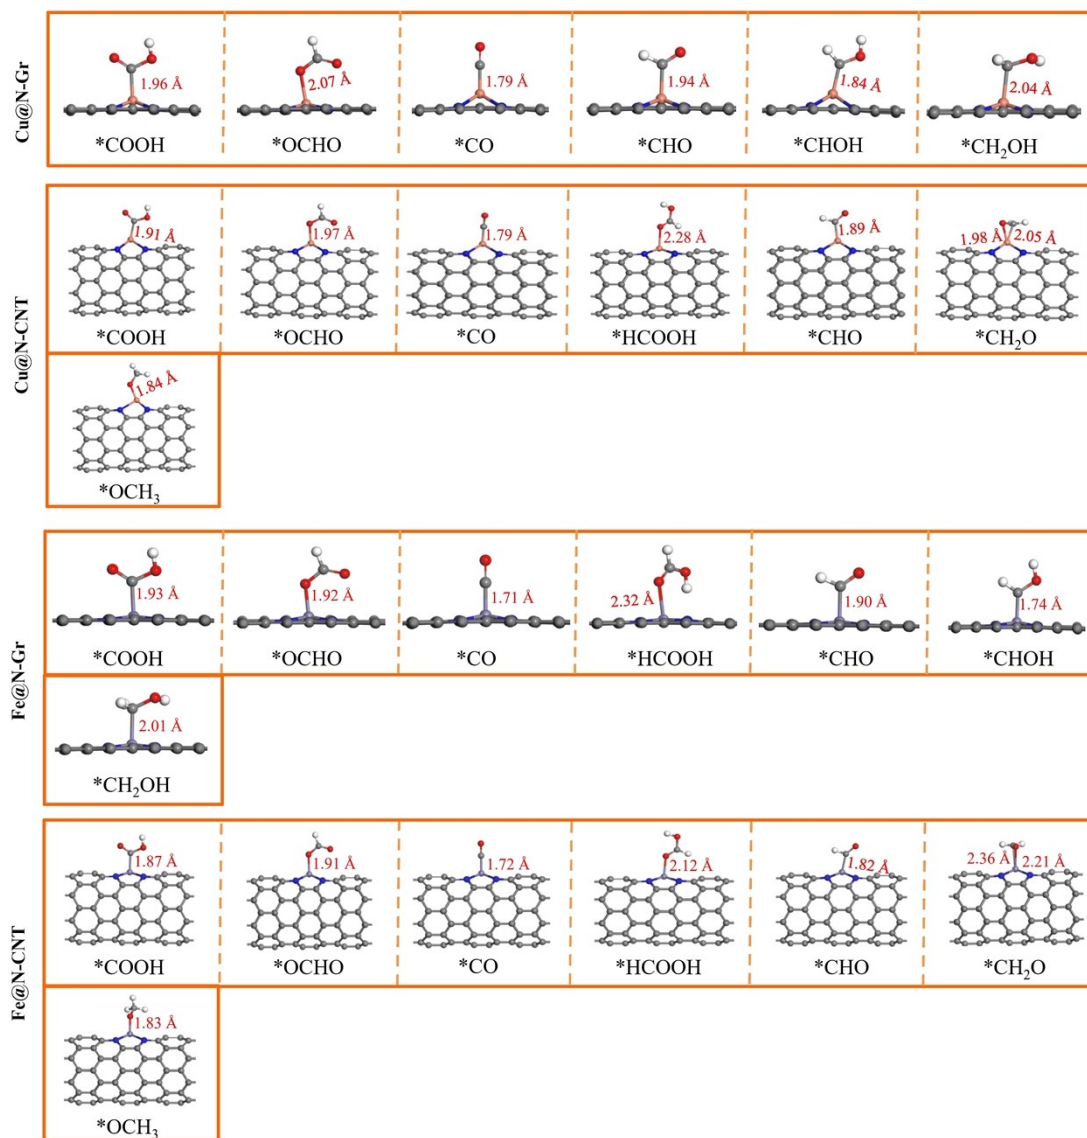 Cu@N-Gr
1.96 Å 2.07 Å 1.79 Å 1.94 Å 1.84 Å 2.04 Å
*COOH *OCHO *CO *CHO *CHOH *CH₂OH
Cu@N-CNT
1.91 Å 1.97 Å 1.79 Å 2.28 Å 1.89 Å 1.98 Å 2.05 Å
*COOH *OCHO *CO *HCOOH *CHO *CH₂O
1.84 Å
*OCH₃
Fe@N-Gr
1.93 Å 1.92 Å 1.71 Å 2.32 Å 1.90 Å 1.74 Å
*COOH *OCHO *CO *HCOOH *CHO *CHOH
2.01 Å
*CH₂OH
Fe@N-CNT
1.87 Å 1.91 Å 1.72 Å 2.12 Å 1.82 Å 2.36 Å 2.21 Å
*COOH *OCHO *CO *HCOOH *CHO *CH₂O
1.83 Å
*OCH₃